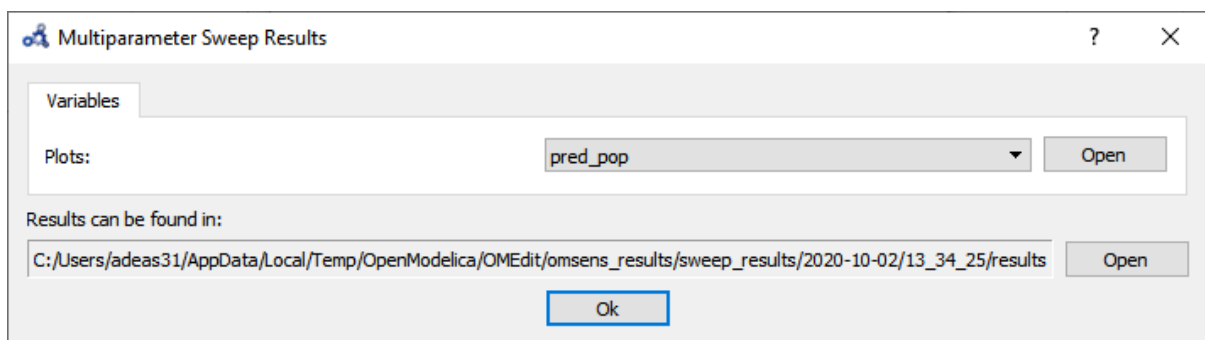 Multiparameter Sweep Results ?
Variables
Plots: pred_pop Open
Results can be found in:
C:/Users/adeas31/AppData/Local/Temp/OpenModelica/OMEdit/omsens_results/sweep_results/2020-10-02/13_34_25/results Open
Ok